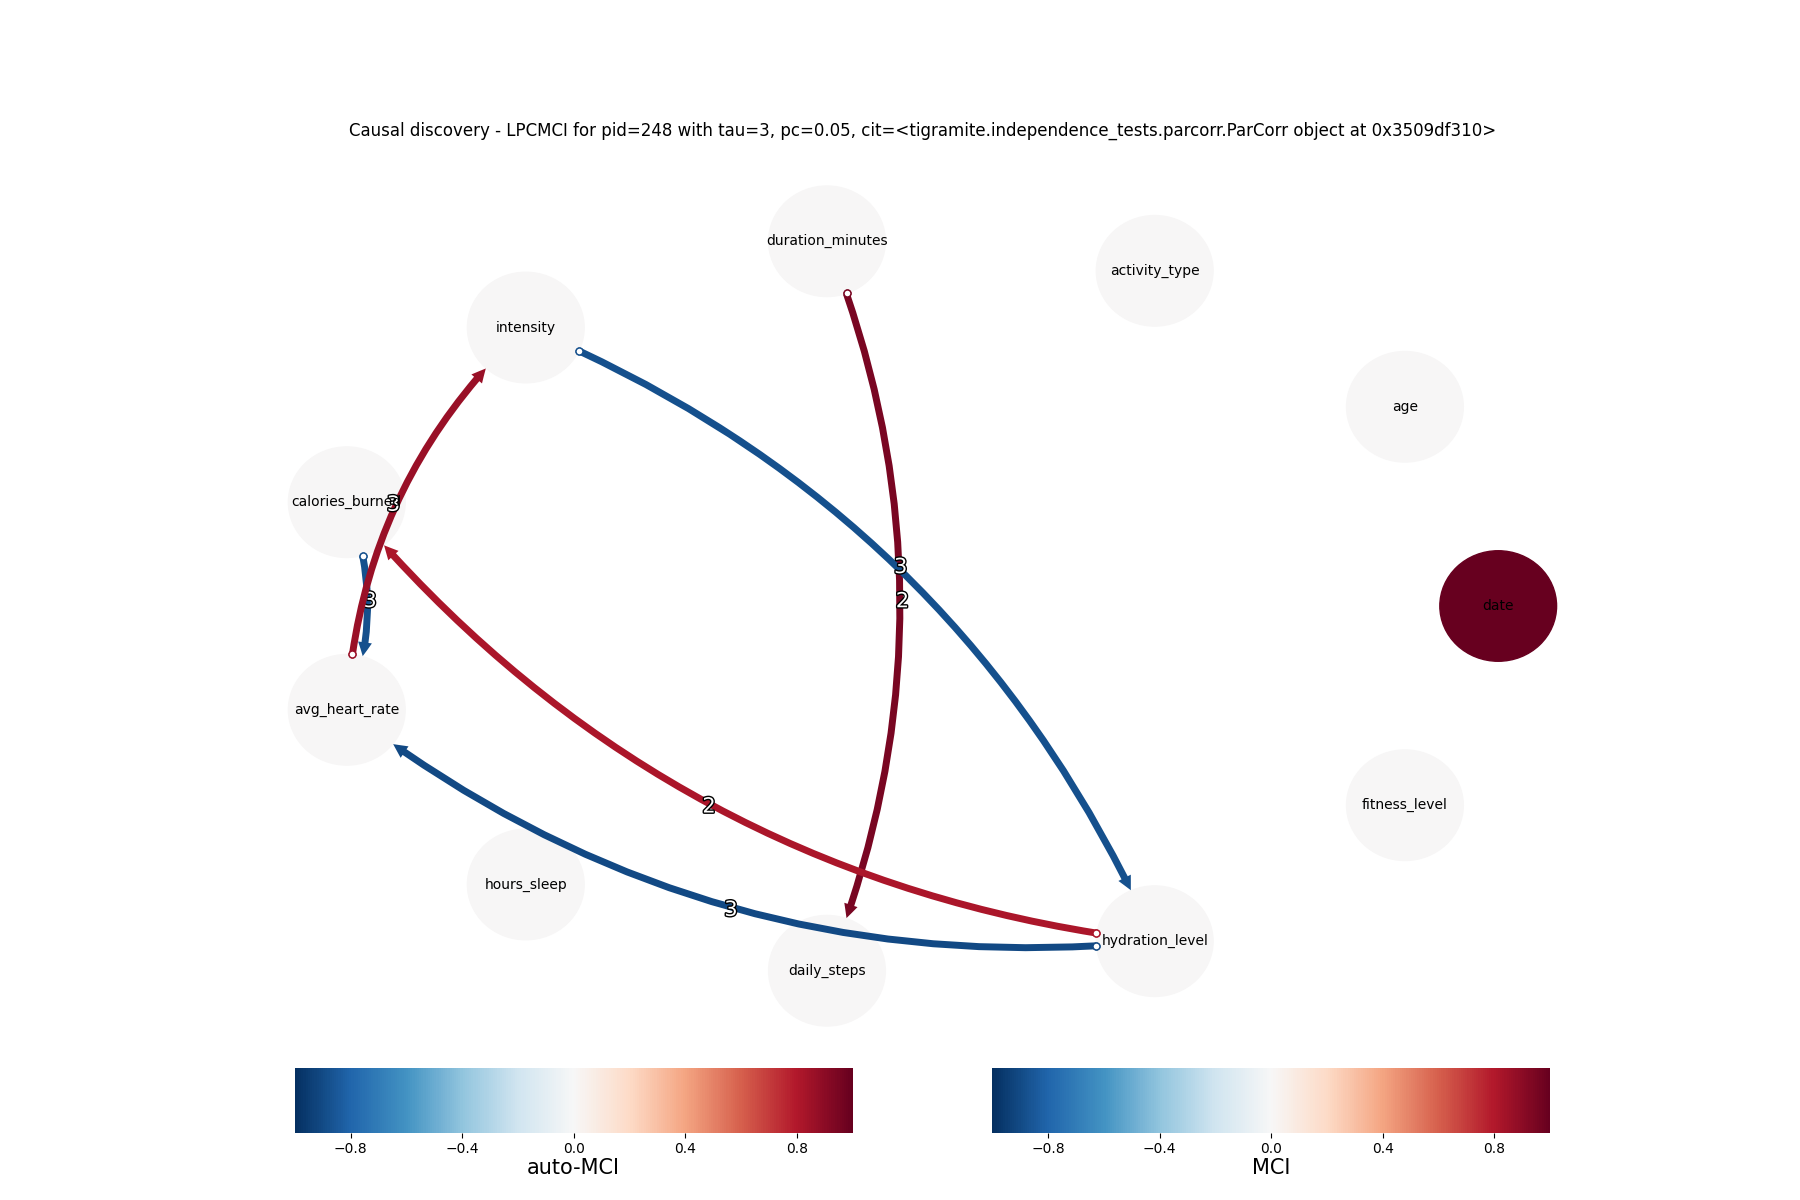 Causal discovery - LPCMCI for pid=248 with tau=3, pc=0.05, cit=<tigramite.independence_tests.parcorr.ParCorr object at 0x3509df310>
duration_minutes
activity_type
intensity
age
calories_burne
3
3
date
3
2
avg_heart_rate
2
fitness_level
hours_sleep
3
hydration_level
daily_steps
−0.8 −0.4 0.0 0.4 0.8
auto-MCI
−0.8 −0.4 0.0 0.4 0.8
MCI